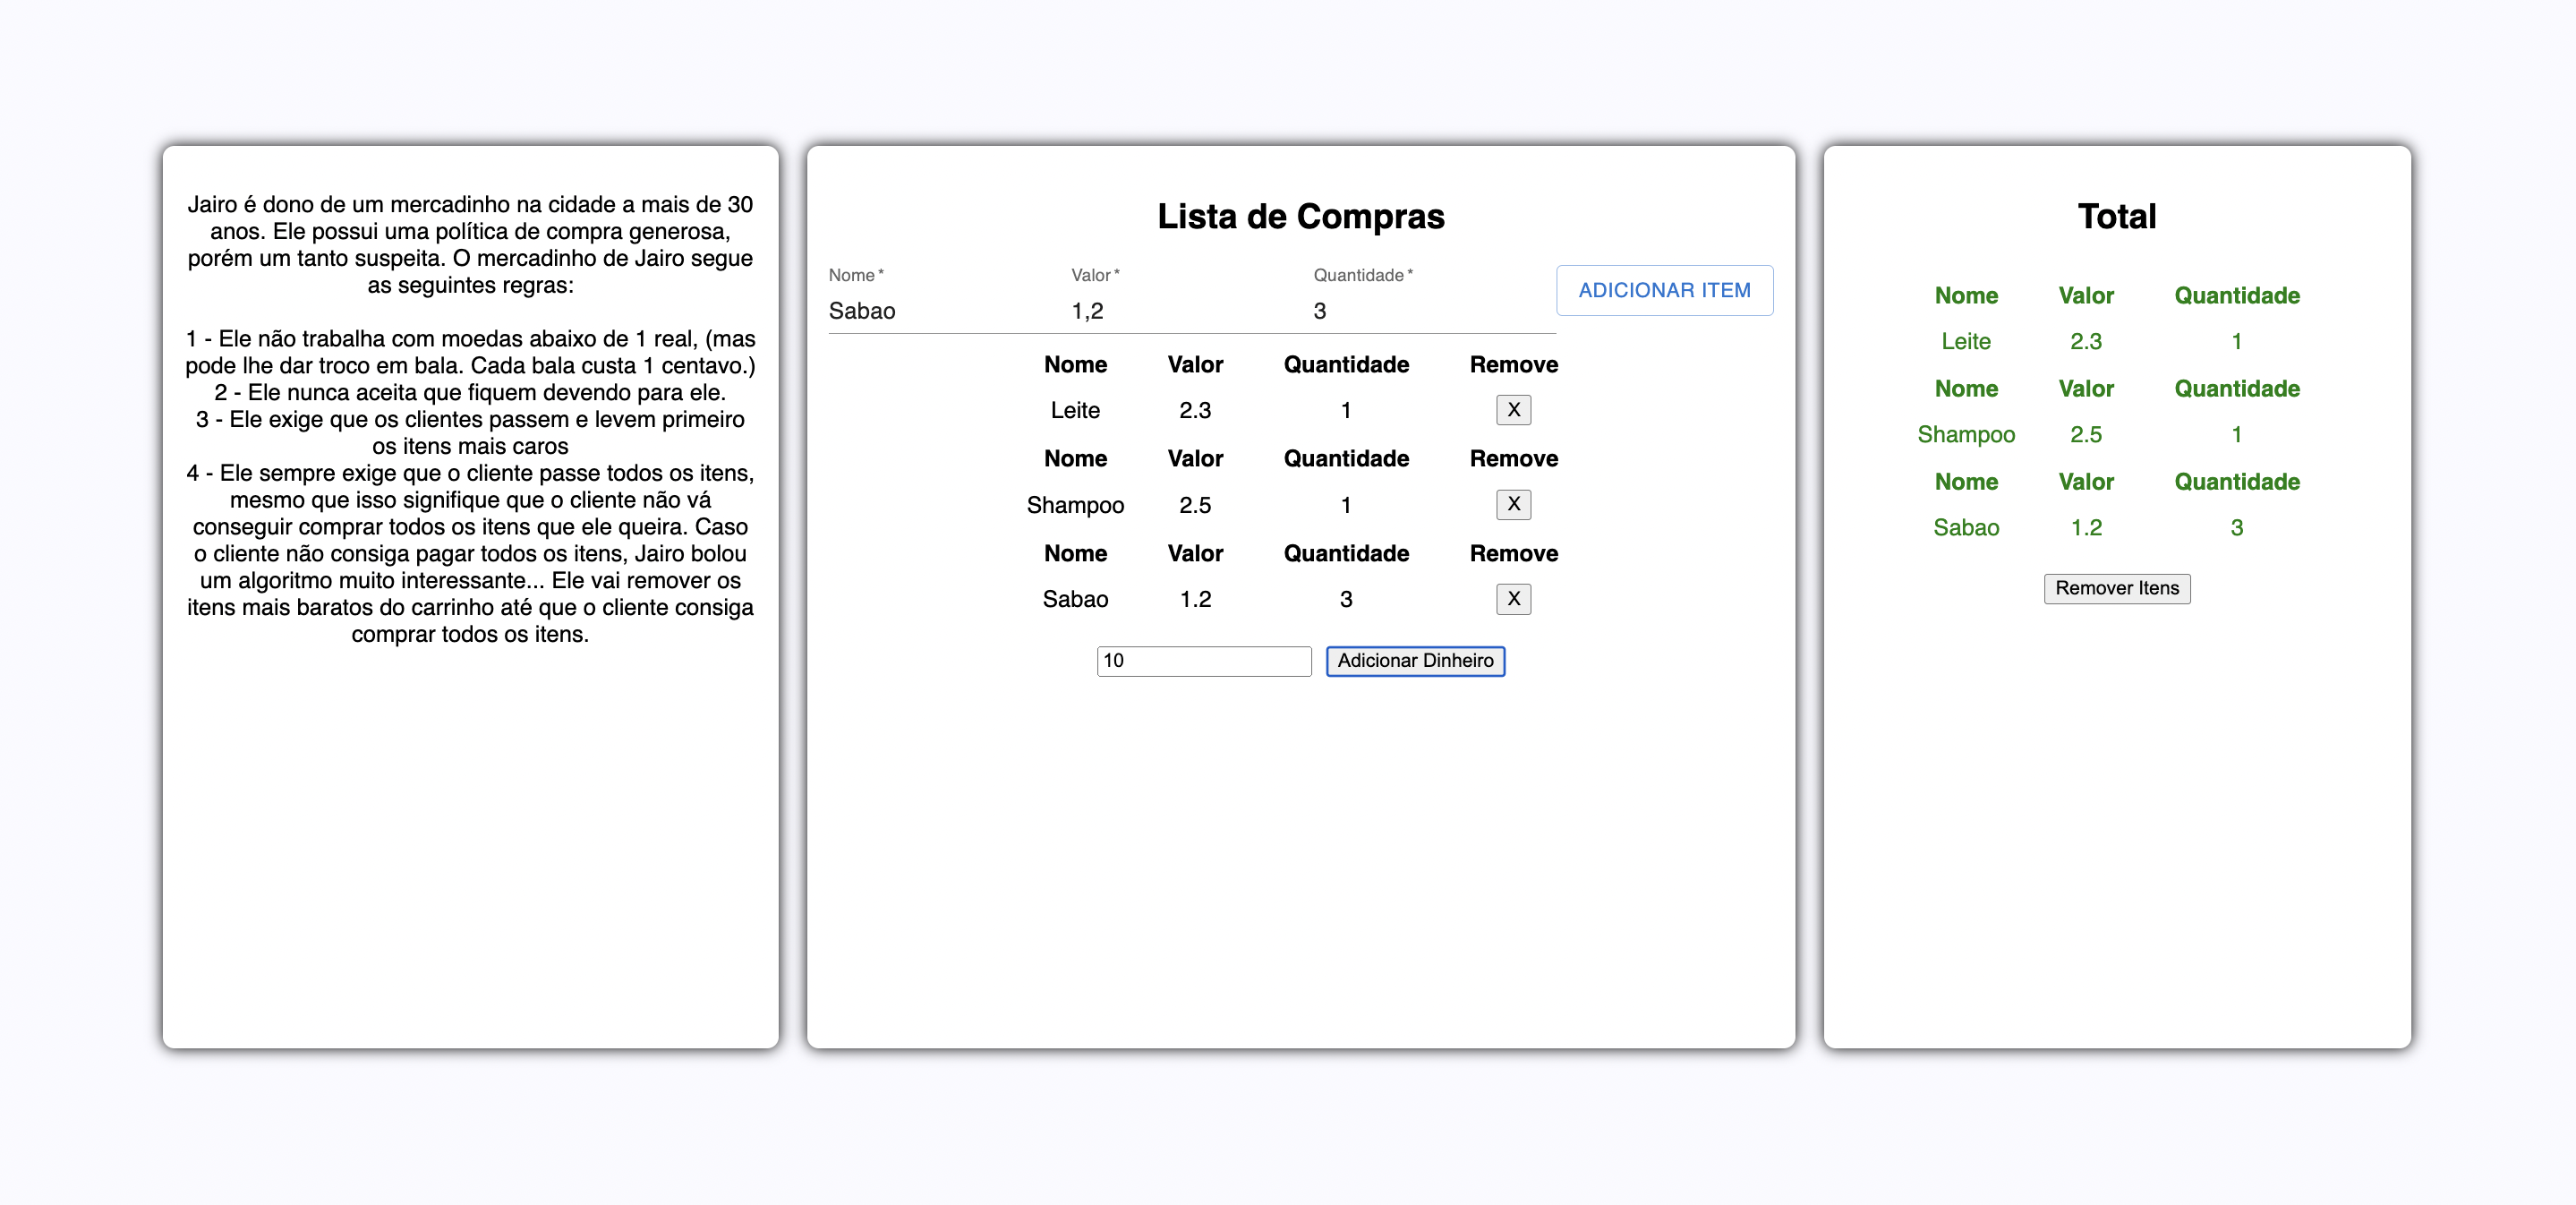 Jairo é dono de um mercadinho na cidade a mais de 30
anos. Ele possui uma política de compra generosa,
porém um tanto suspeita. O mercadinho de Jairo segue
as seguintes regras:
1 - Ele não trabalha com moedas abaixo de 1 real, (mas
pode lhe dar troco em bala. Cada bala custa 1 centavo.)
2 - Ele nunca aceita que fiquem devendo para ele.
3 - Ele exige que os clientes passem e levem primeiro
os itens mais caros
4 - Ele sempre exige que o cliente passe todos os itens,
mesmo que isso signifique que o cliente não vá
conseguir comprar todos os itens que ele queira. Caso
o cliente não consiga pagar todos os itens, Jairo bolou
um algoritmo muito interessante... Ele vai remover os
itens mais baratos do carrinho até que o cliente consiga
comprar todos os itens.
Lista de Compras
Nome * Valor * Quantidade *
Sabao 1,2 3
ADICIONAR ITEM
Nome Valor Quantidade Remove
Leite 2.3 1 X
Nome Valor Quantidade Remove
Shampoo 2.5 1 X
Nome Valor Quantidade Remove
Sabao 1.2 3 X
10 Adicionar Dinheiro
Total
Nome Valor Quantidade
Leite 2.3 1
Nome Valor Quantidade
Shampoo 2.5 1
Nome Valor Quantidade
Sabao 1.2 3
Remover Itens